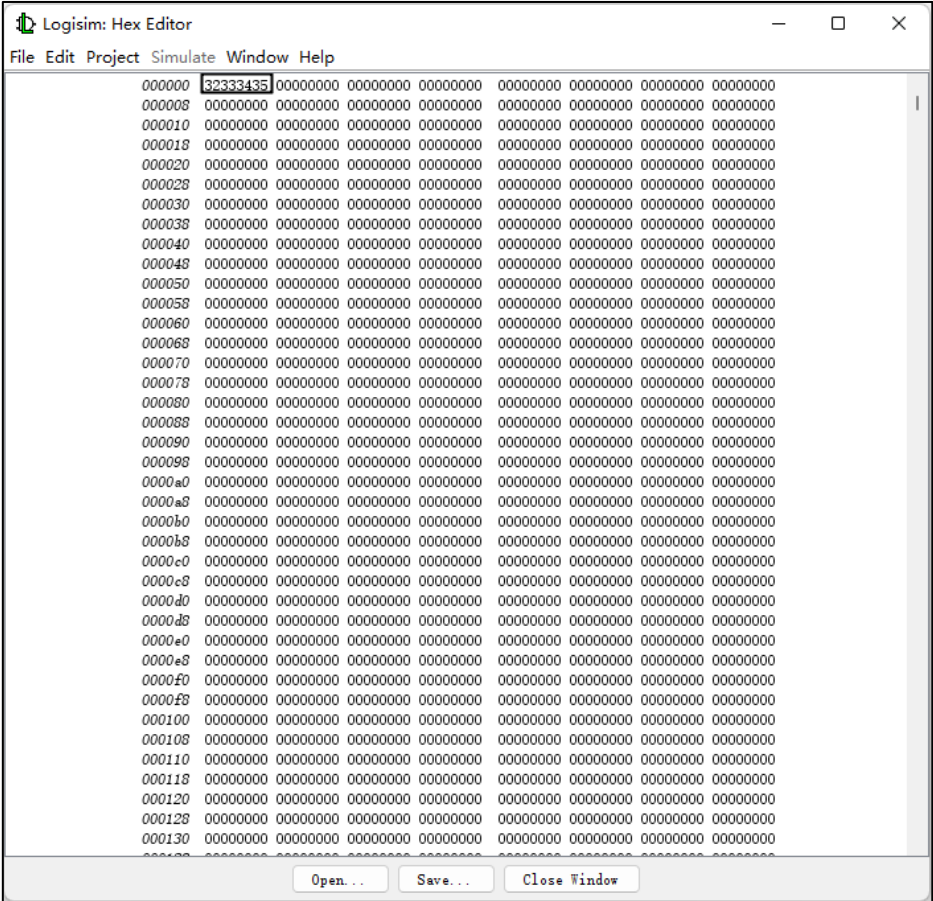 Logisim: Hex Editor
File Edit Project Simulate Window Help
000000 32333435 00000000 00000000 00000000 00000000 00000000 00000000 00000000
000008 00000000 00000000 00000000 00000000 00000000 00000000 00000000 00000000
000010 00000000 00000000 00000000 00000000 00000000 00000000 00000000 00000000
000018 00000000 00000000 00000000 00000000 00000000 00000000 00000000 00000000
000020 00000000 00000000 00000000 00000000 00000000 00000000 00000000 00000000
000028 00000000 00000000 00000000 00000000 00000000 00000000 00000000 00000000
000030 00000000 00000000 00000000 00000000 00000000 00000000 00000000 00000000
000038 00000000 00000000 00000000 00000000 00000000 00000000 00000000 00000000
000040 00000000 00000000 00000000 00000000 00000000 00000000 00000000 00000000
000048 00000000 00000000 00000000 00000000 00000000 00000000 00000000 00000000
000050 00000000 00000000 00000000 00000000 00000000 00000000 00000000 00000000
000058 00000000 00000000 00000000 00000000 00000000 00000000 00000000 00000000
000060 00000000 00000000 00000000 00000000 00000000 00000000 00000000 00000000
000068 00000000 00000000 00000000 00000000 00000000 00000000 00000000 00000000
000070 00000000 00000000 00000000 00000000 00000000 00000000 00000000 00000000
000078 00000000 00000000 00000000 00000000 00000000 00000000 00000000 00000000
000080 00000000 00000000 00000000 00000000 00000000 00000000 00000000 00000000
000088 00000000 00000000 00000000 00000000 00000000 00000000 00000000 00000000
000090 00000000 00000000 00000000 00000000 00000000 00000000 00000000 00000000
000098 00000000 00000000 00000000 00000000 00000000 00000000 00000000 00000000
0000a0 00000000 00000000 00000000 00000000 00000000 00000000 00000000 00000000
0000a8 00000000 00000000 00000000 00000000 00000000 00000000 00000000 00000000
0000b0 00000000 00000000 00000000 00000000 00000000 00000000 00000000 00000000
0000b8 00000000 00000000 00000000 00000000 00000000 00000000 00000000 00000000
0000c0 00000000 00000000 00000000 00000000 00000000 00000000 00000000 00000000
0000c8 00000000 00000000 00000000 00000000 00000000 00000000 00000000 00000000
0000d0 00000000 00000000 00000000 00000000 00000000 00000000 00000000 00000000
0000d8 00000000 00000000 00000000 00000000 00000000 00000000 00000000 00000000
0000e0 00000000 00000000 00000000 00000000 00000000 00000000 00000000 00000000
0000e8 00000000 00000000 00000000 00000000 00000000 00000000 00000000 00000000
0000f0 00000000 00000000 00000000 00000000 00000000 00000000 00000000 00000000
0000f8 00000000 00000000 00000000 00000000 00000000 00000000 00000000 00000000
000100 00000000 00000000 00000000 00000000 00000000 00000000 00000000 00000000
000108 00000000 00000000 00000000 00000000 00000000 00000000 00000000 00000000
000110 00000000 00000000 00000000 00000000 00000000 00000000 00000000 00000000
000118 00000000 00000000 00000000 00000000 00000000 00000000 00000000 00000000
000120 00000000 00000000 00000000 00000000 00000000 00000000 00000000 00000000
000128 00000000 00000000 00000000 00000000 00000000 00000000 00000000 00000000
000130 00000000 00000000 00000000 00000000 00000000 00000000 00000000 00000000
Open... Save... Close Window